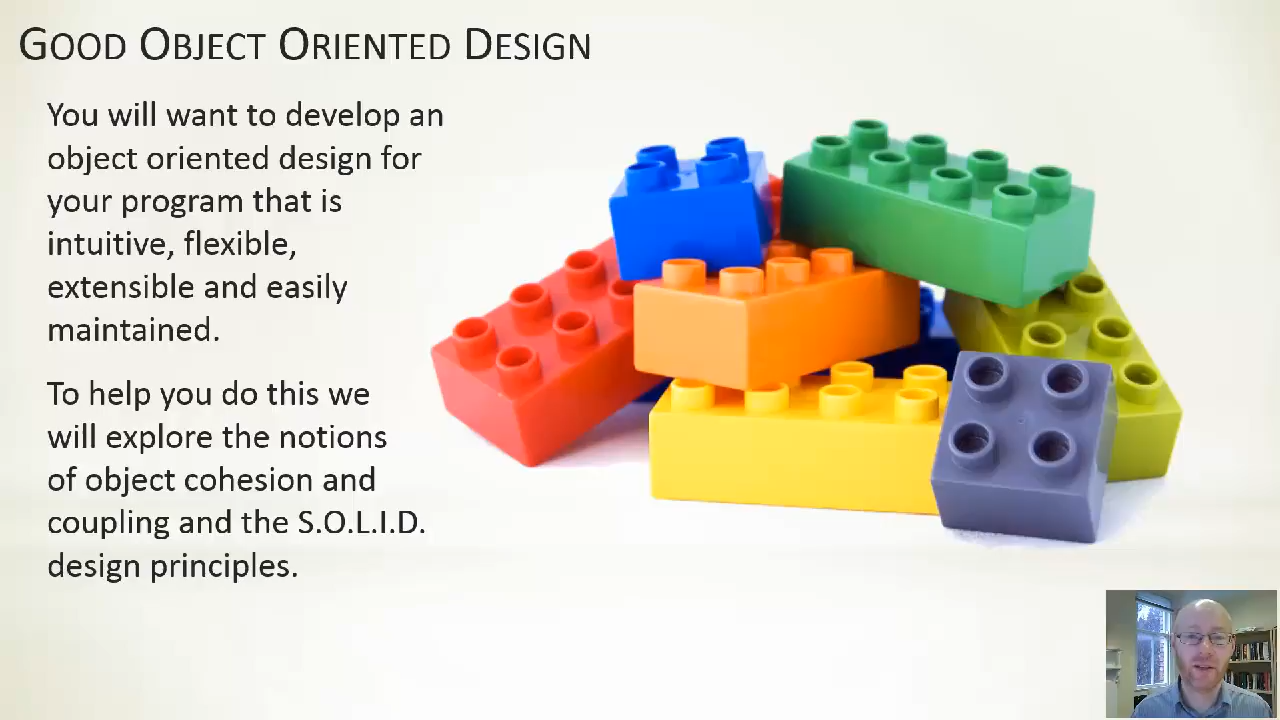 GOOD OBJECT ORIENTED DESIGN
You will want to develop an
object oriented design for
your program that is
intuitive, flexible,
extensible and easily
maintained.
To help you do this we
will explore the notions
of object cohesion and
coupling and the S.O.L.I.D.
design principles.